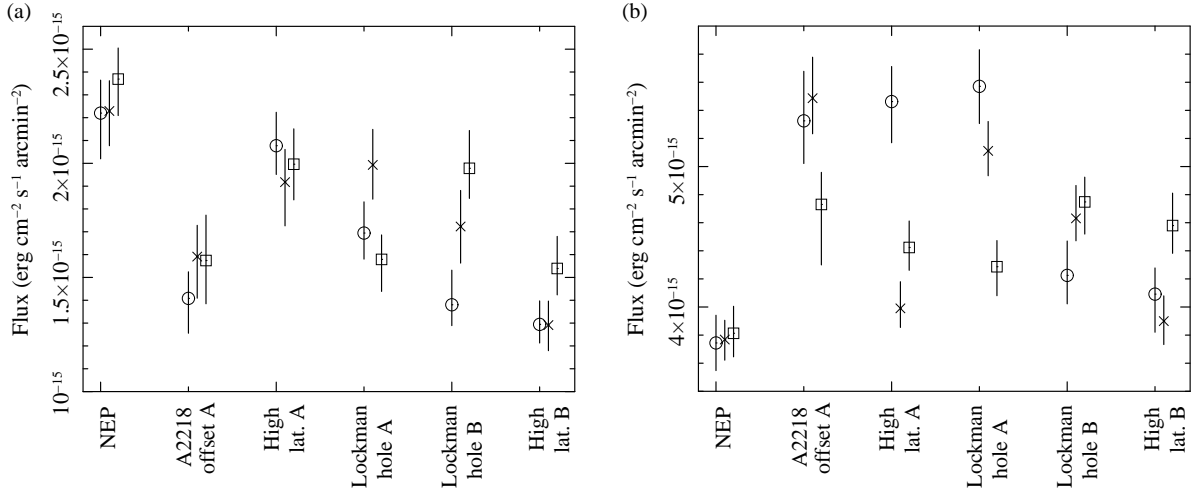 (a)
Flux (erg cm⁻² s⁻¹ arcmin⁻²)
10⁻¹⁵ 1.5×10⁻¹⁵ 2×10⁻¹⁵ 2.5×10⁻¹⁵
NEP
A2218
offset A
High
lat. A
Lockman
hole A
Lockman
hole B
High
lat. B
(b)
Flux (erg cm⁻² s⁻¹ arcmin⁻²)
4×10⁻¹⁵ 5×10⁻¹⁵
NEP
A2218
offset A
High
lat. A
Lockman
hole A
Lockman
hole B
High
lat. B